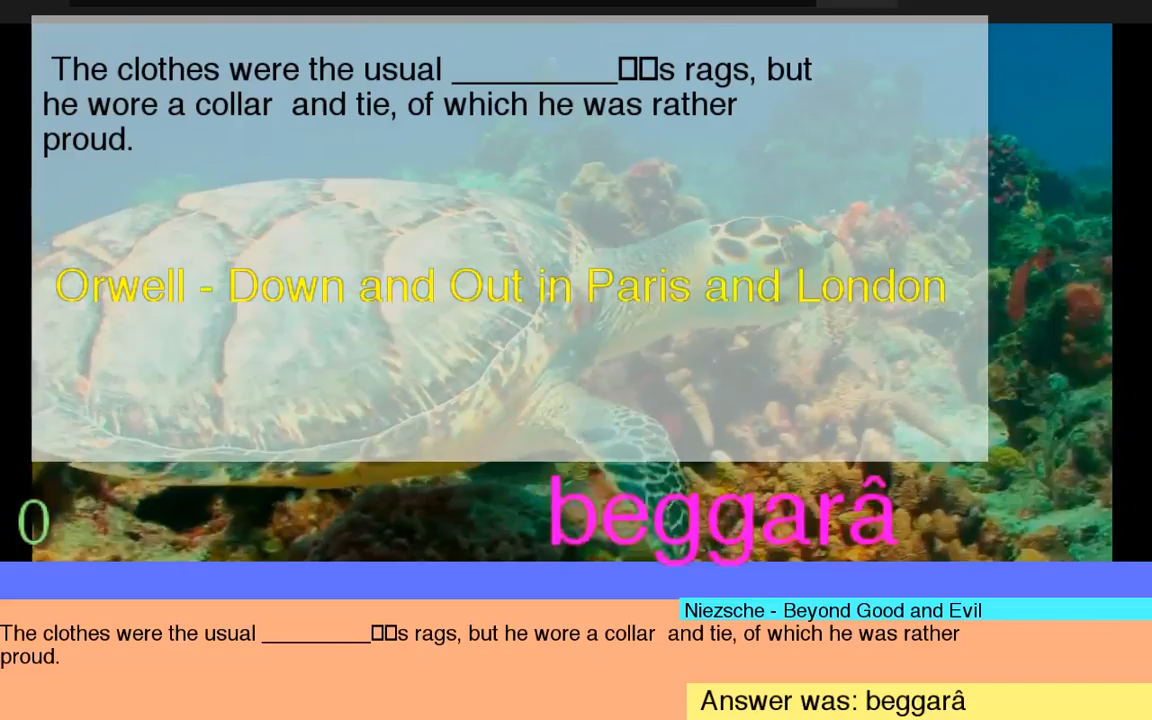 The clothes were the usual __________□□s rags, but
he wore a collar  and tie, of which he was rather
proud.
Orwell - Down and Out in Paris and London
0
beggarâ
Niezsche - Beyond Good and Evil
The clothes were the usual __________□□s rags, but he wore a collar  and tie, of which he was rather
proud.
Answer was: beggarâ